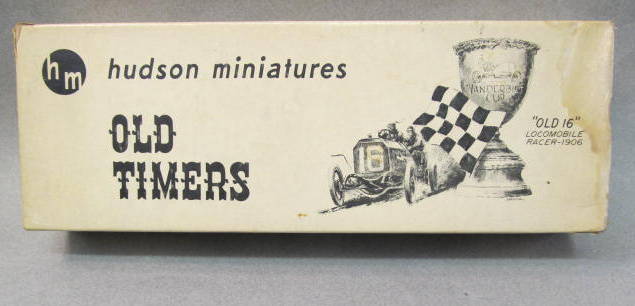 hm
hudson miniatures
OLD
TIMERS
16
VANDERBILT
CUP
"OLD 16"
LOCOMOBILE
RACER-1906